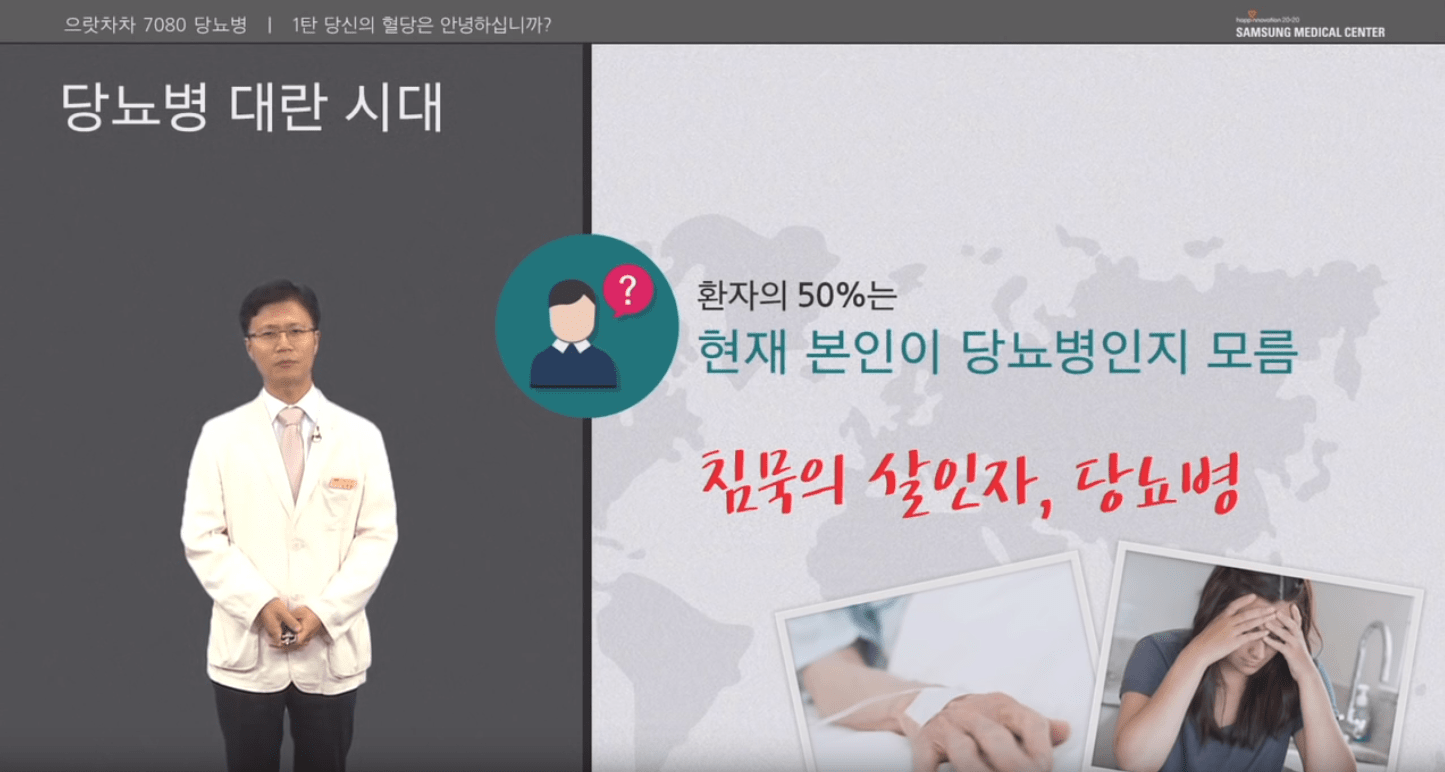 으랏차차 7080 당뇨병 | 1탄 당신의 혈당은 안녕하십니까?
happinnovation 20•20
SAMSUNG MEDICAL CENTER
당뇨병 대란 시대
?
환자의 50%는
현재 본인이 당뇨병인지 모름
침묵의 살인자, 당뇨병